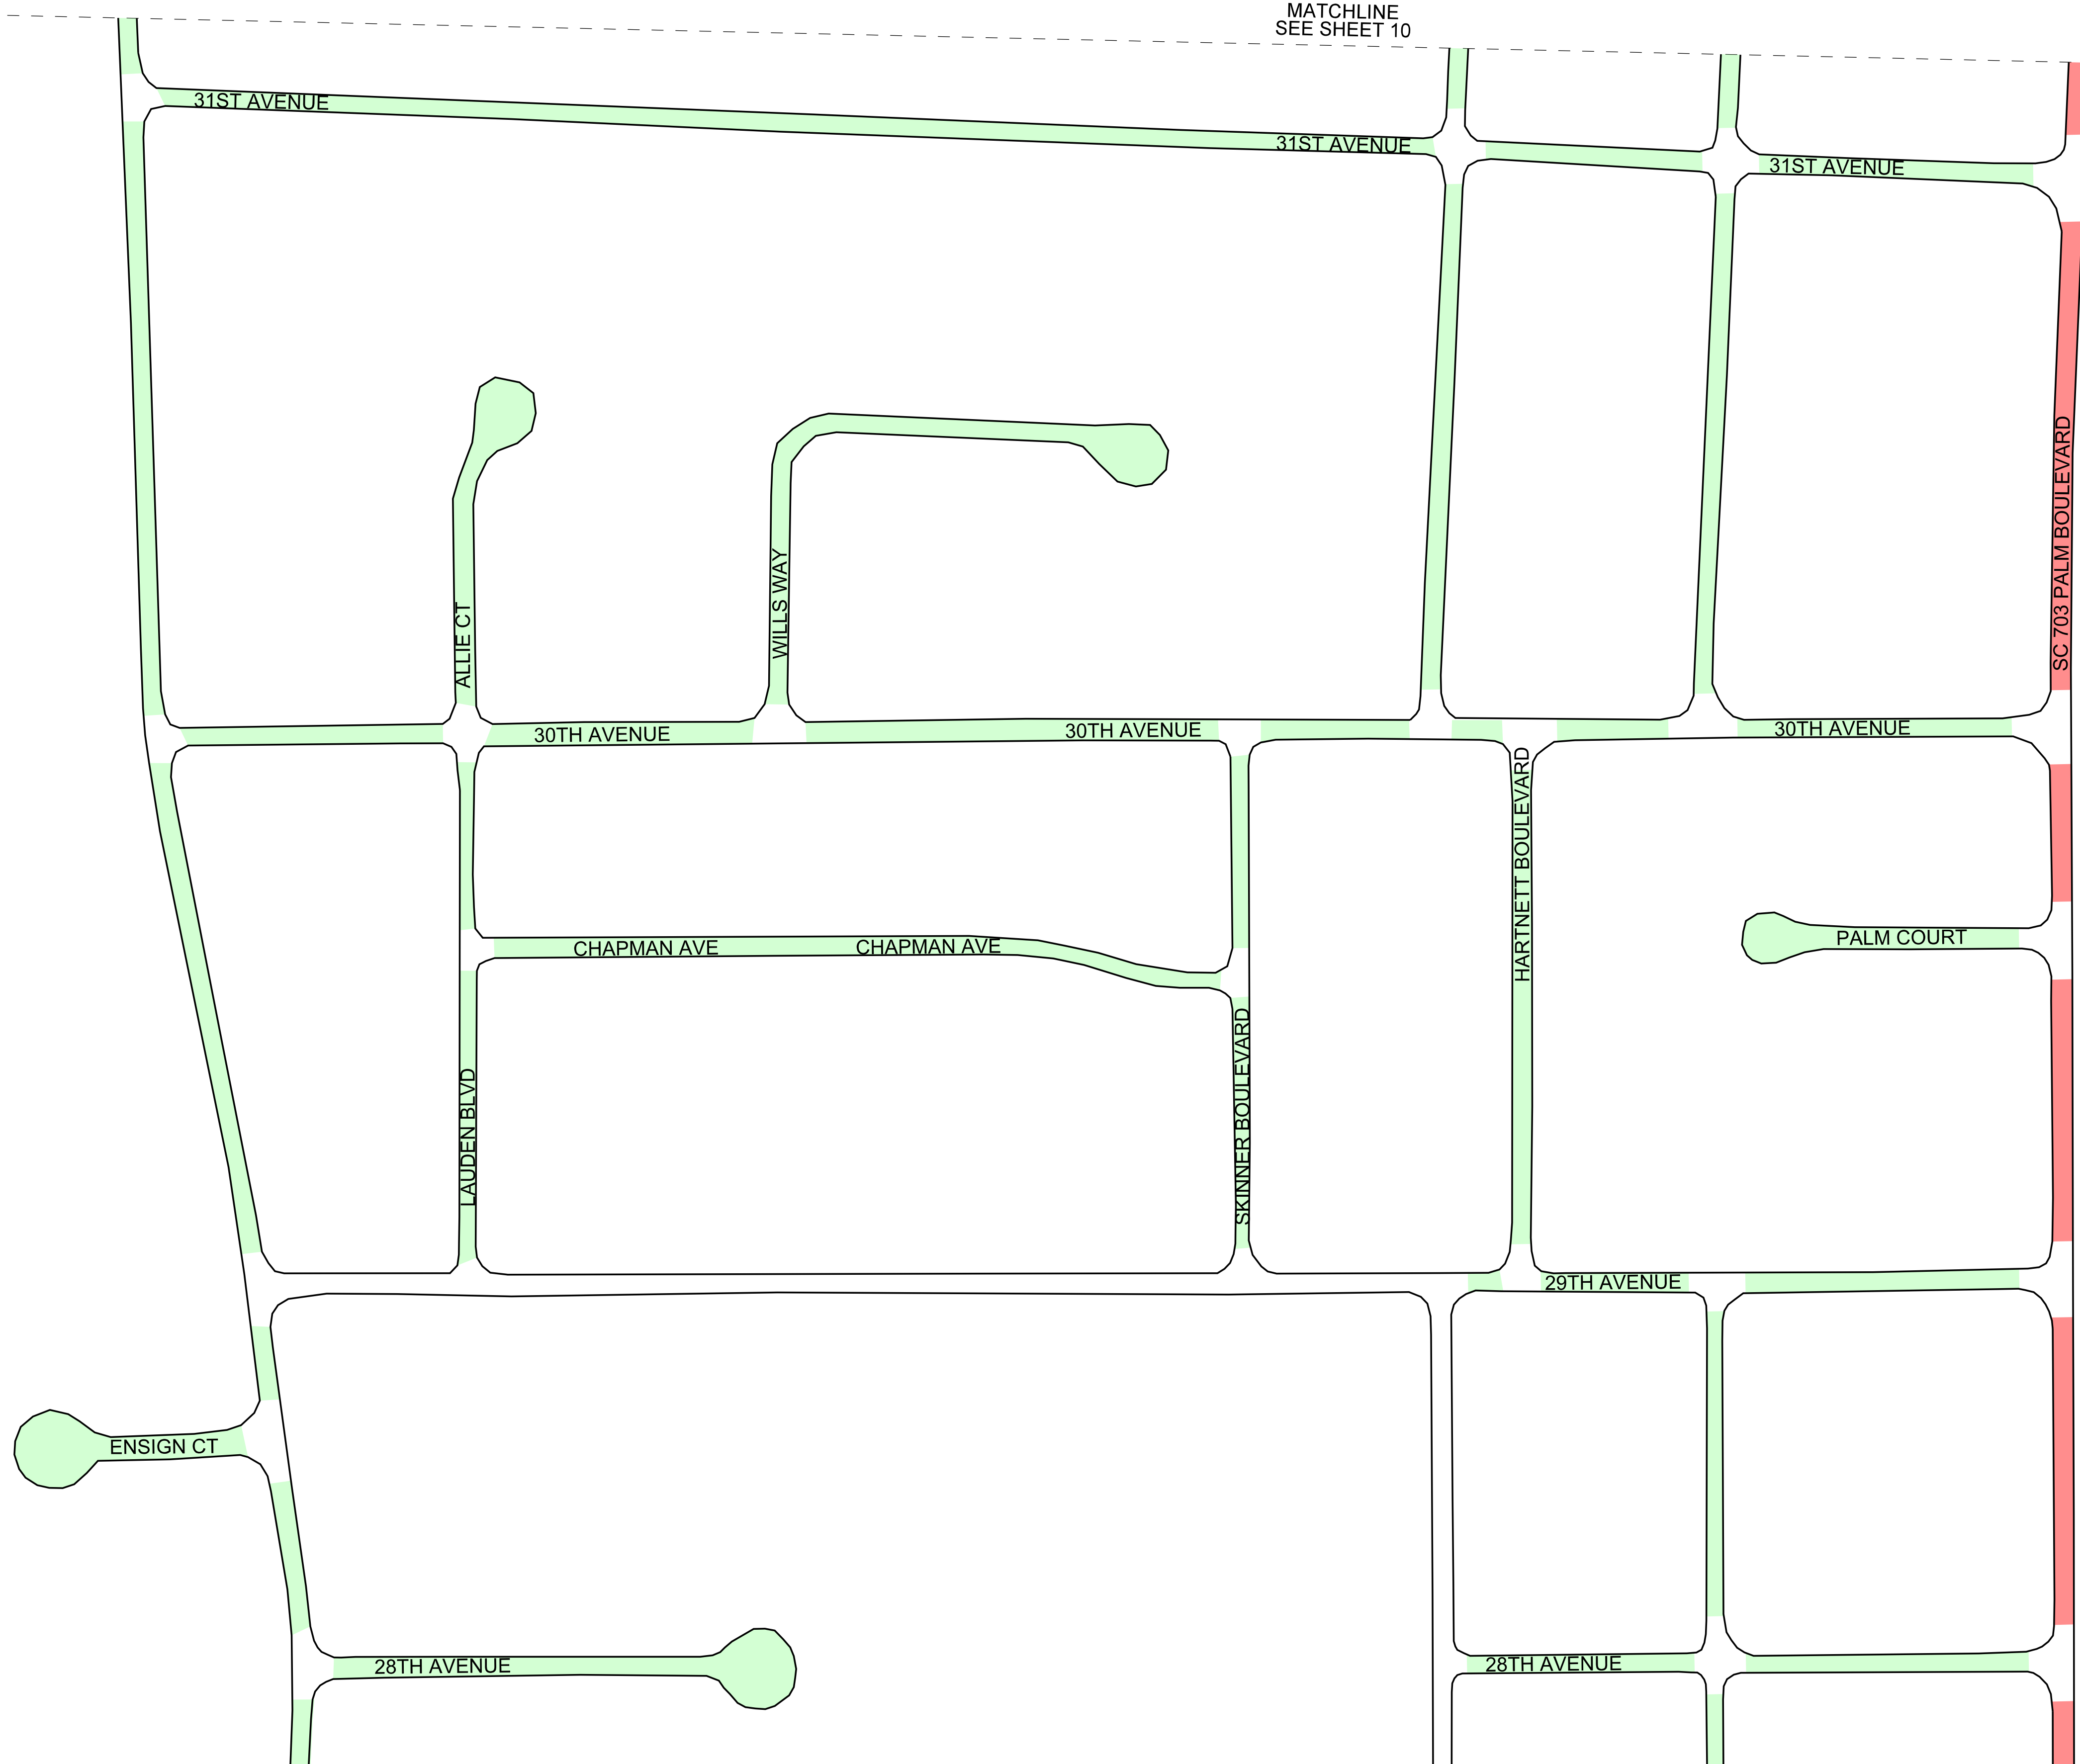 MATCHLINE
SEE SHEET 10
31ST AVENUE
31ST AVENUE
31ST AVENUE
SC 703 PALM BOULEVARD
ALLIE CT
WILLS WAY
30TH AVENUE
30TH AVENUE
30TH AVENUE
HARTNETT BOULEVARD
CHAPMAN AVE
CHAPMAN AVE
PALM COURT
LAUDEN BLVD
SKINNER BOULEVARD
29TH AVENUE
ENSIGN CT
28TH AVENUE
28TH AVENUE